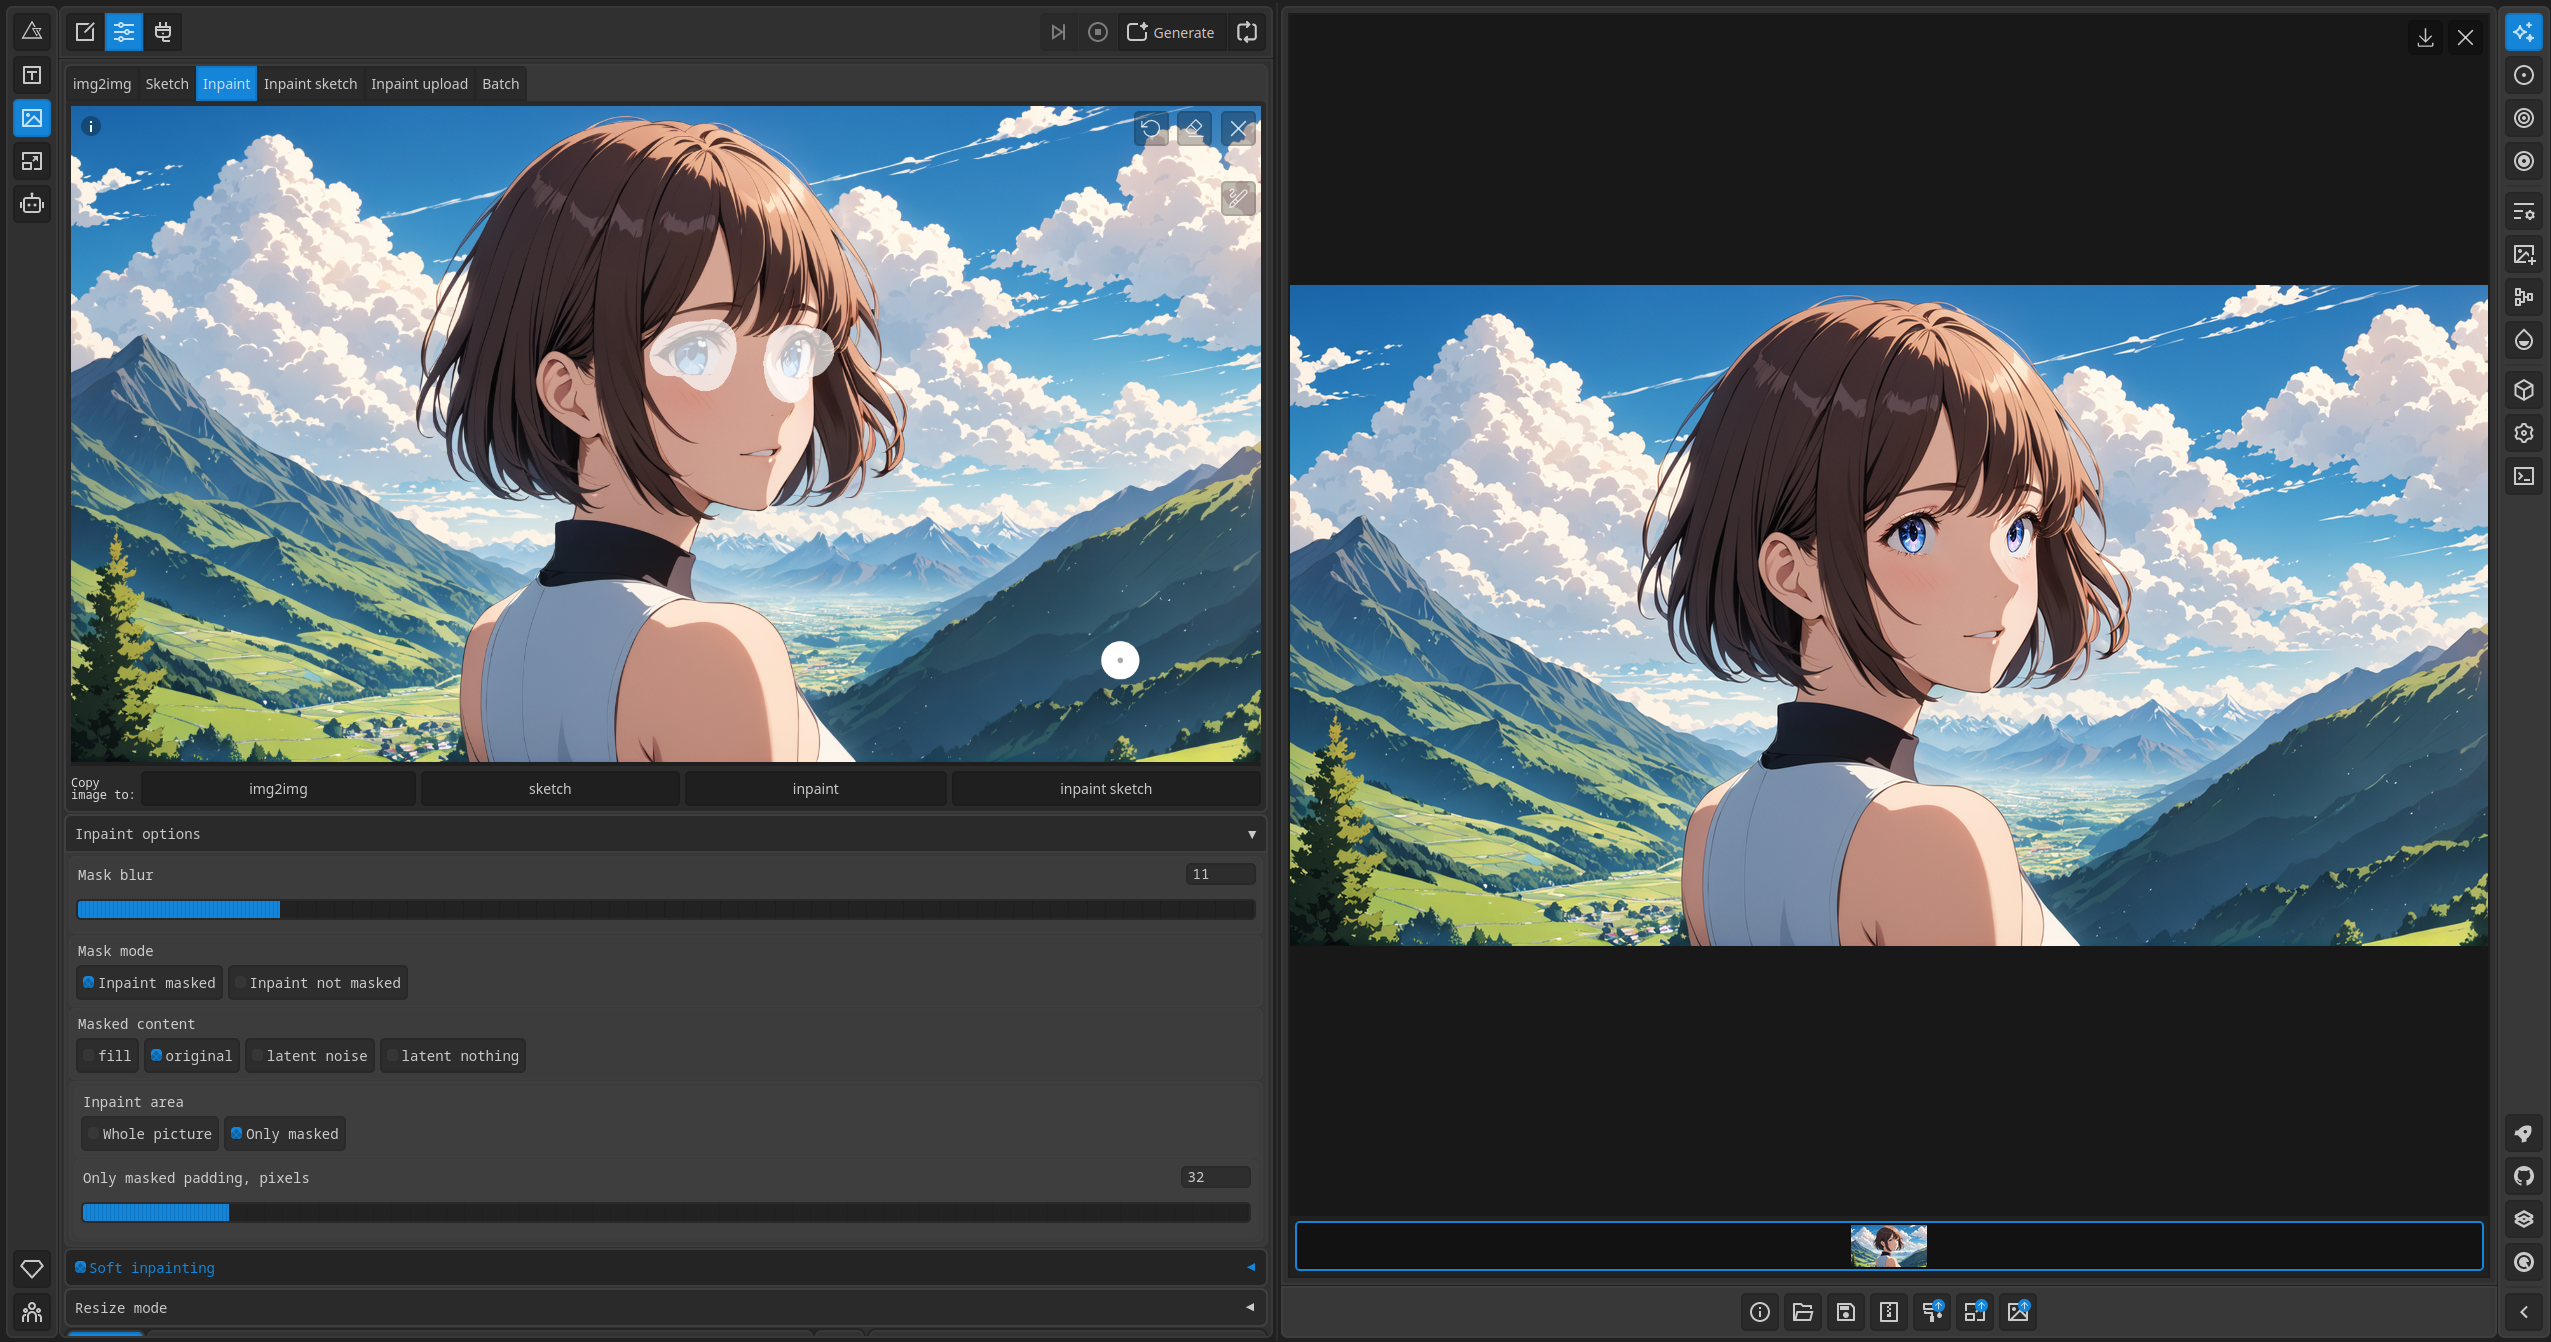 Generate
img2img Sketch Inpaint Inpaint sketch Inpaint upload Batch
Copy
image to:
img2img sketch inpaint inpaint sketch
Inpaint options
Mask blur 11
Mask mode
Inpaint masked Inpaint not masked
Masked content
fill original latent noise latent nothing
Inpaint area
Whole picture Only masked
Only masked padding, pixels 32
Soft inpainting
Resize mode